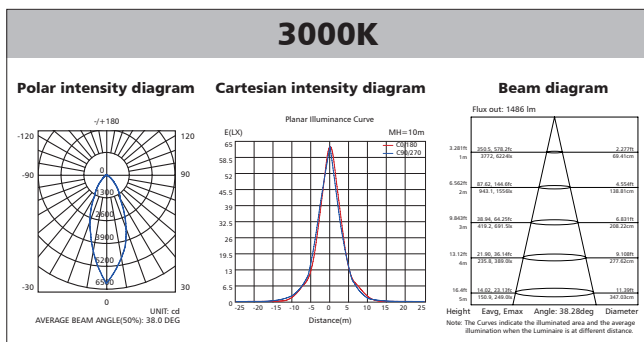 3000K
Polar intensity diagram
Cartesian intensity diagram
Beam diagram
-/+180
-120
120
-90
90
-30
30
0
0
1300
2600
3900
5200
6500
UNIT: cd
AVERAGE BEAM ANGLE(50%): 38.0 DEG
Planar Illuminance Curve
E(LX)
MH=10m
C0/180
C90/270
65
58.5
52
45.5
39
32.5
26
19.5
13
6.5
0
-25 -20 -15 -10 -5 0 5 10 15 20 25
Distance(m)
Flux out: 1486 lm
3.281ft 350.5, 578.2fc 2.277ft
1m 3772, 6224lx 69.41cm
6.562ft 87.62, 144.6fc 4.554ft
2m 943.1, 1556lx 138.81cm
9.843ft 38.94, 64.25fc 6.831ft
3m 419.2, 691.5lx 208.22cm
13.12ft 21.90, 36.14fc 9.108ft
4m 235.8, 389.0lx 277.62cm
16.4ft 14.02, 23.13fc 11.39ft
5m 150.9, 249.0lx 347.03cm
Height Eavg, Emax Angle: 38.28deg Diameter
Note: The Curves indicate the illuminated area and the average
illumination when the Luminaire is at different distance.